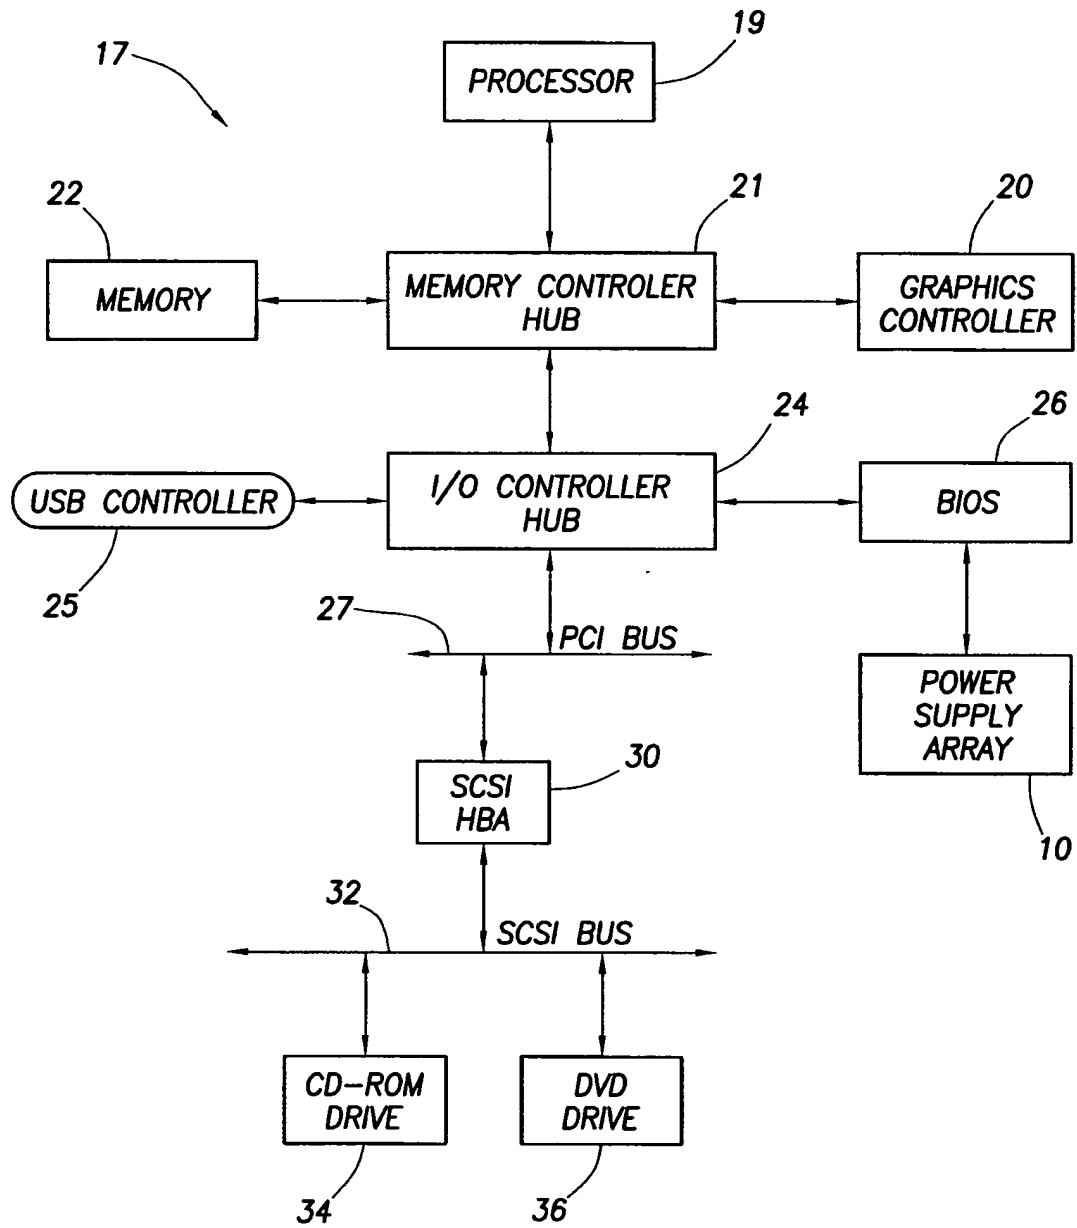 17
19
PROCESSOR
22
21
20
MEMORY
MEMORY CONTROLER
HUB
GRAPHICS
CONTROLLER
24
26
USB CONTROLLER
I/O CONTROLLER
HUB
BIOS
25
27
PCI BUS
POWER
SUPPLY
ARRAY
30
SCSI
HBA
10
32
SCSI BUS
CD-ROM
DRIVE
DVD
DRIVE
34
36